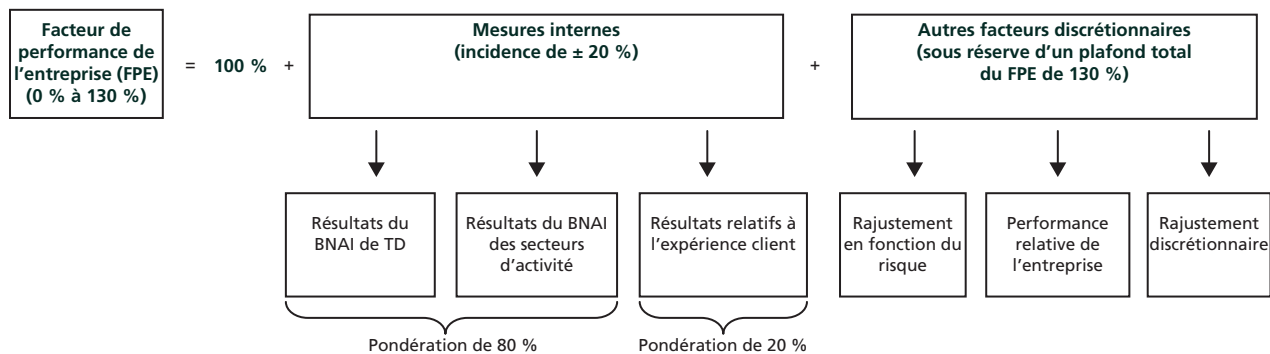 Facteur de
performance de
l'entreprise (FPE)
(0 % à 130 %)
= 100 % +
Mesures internes
(incidence de ± 20 %)
+
Autres facteurs discrétionnaires
(sous réserve d'un plafond total
du FPE de 130 %)
Résultats du
BNAI de TD
Résultats du BNAI
des secteurs
d'activité
Résultats relatifs à
l'expérience client
Rajustement
en fonction du
risque
Performance
relative de
l'entreprise
Rajustement
discrétionnaire
Pondération de 80 %
Pondération de 20 %